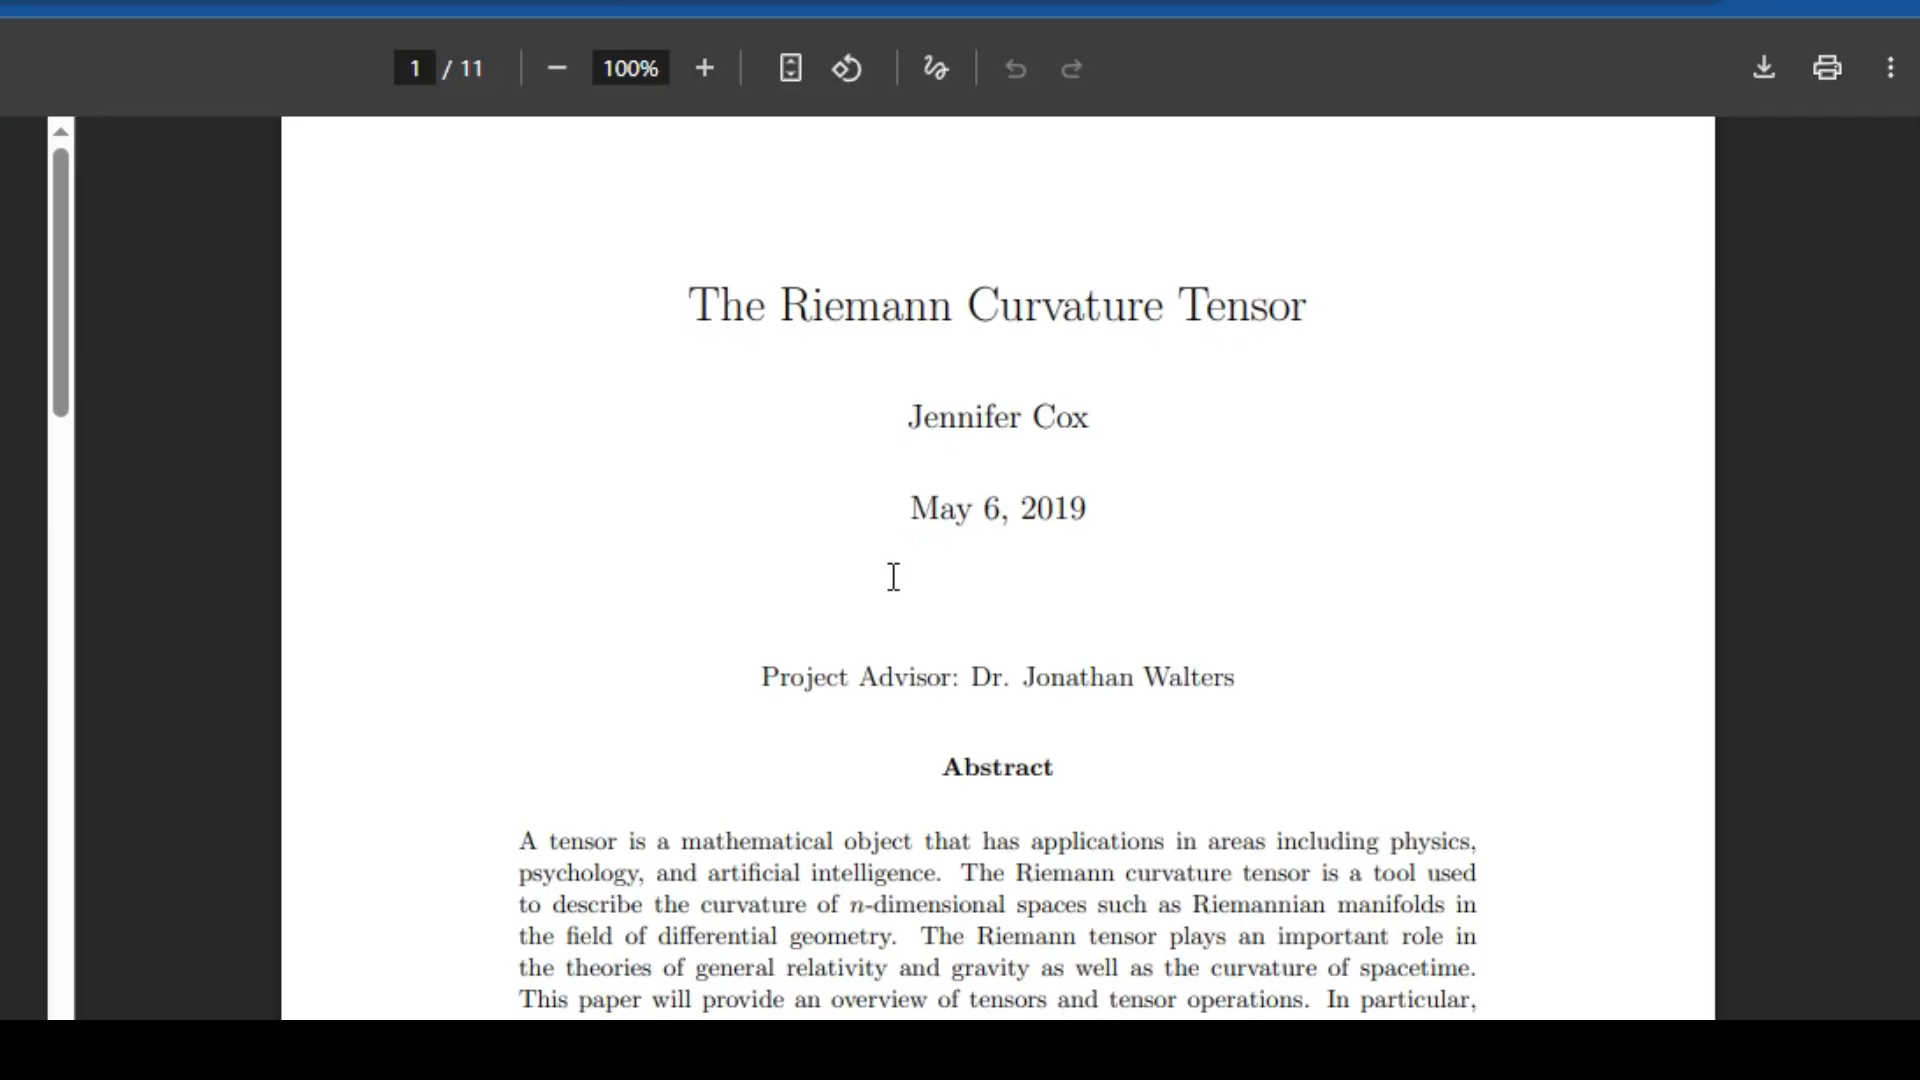 1 / 11
100%
The Riemann Curvature Tensor
Jennifer Cox
May 6, 2019
Project Advisor: Dr. Jonathan Walters
Abstract
A tensor is a mathematical object that has applications in areas including physics,
psychology, and artificial intelligence. The Riemann curvature tensor is a tool used
to describe the curvature of n-dimensional spaces such as Riemannian manifolds in
the field of differential geometry. The Riemann tensor plays an important role in
the theories of general relativity and gravity as well as the curvature of spacetime.
This paper will provide an overview of tensors and tensor operations. In particular,